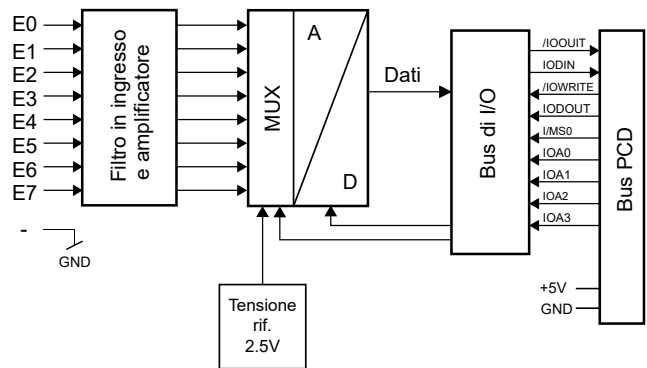 E0
E1
E2
E3
E4
E5
E6
E7
-
GND
Filtro in ingresso
e amplificatore
MUX
A
D
Dati
Tensione
rif.
2.5V
Bus di I/O
/IOOUIT
IODIN
/IOWRITE
IODOUT
I/MS0
IOA0
IOA1
IOA2
IOA3
+5V
GND
Bus PCD